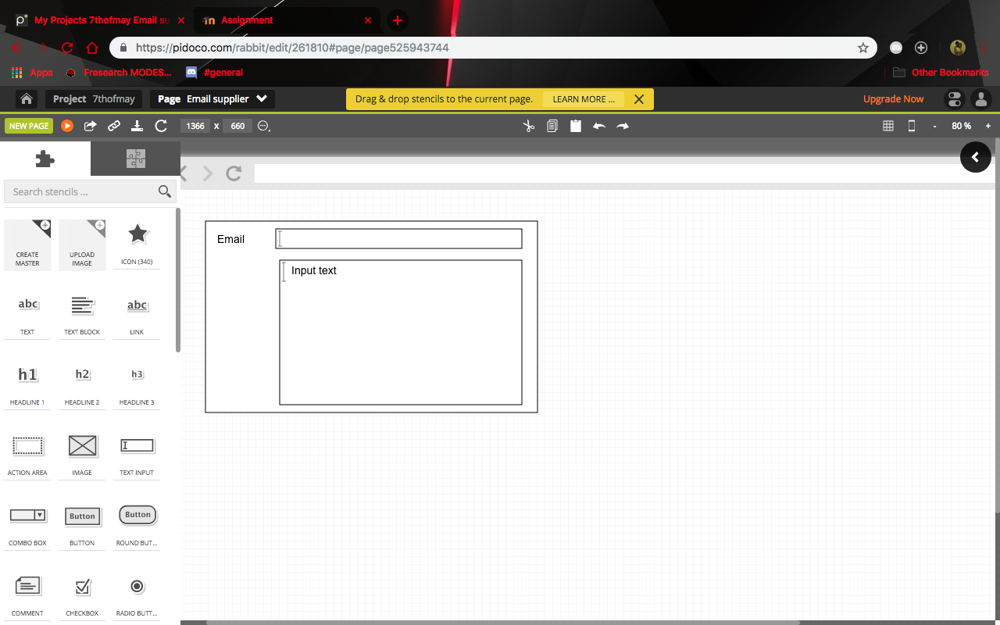 My Projects 7thofmay Email su
Assignment
https://pidoco.com/rabbit/edit/261810#page/page525943744
Apps
Fresearch MODES...
#general
Other Bookmarks
Project 7thofmay
Page Email supplier
Drag & drop stencils to the current page.
LEARN MORE ...
Upgrade Now
NEW PAGE
1366 x 660
- 80 % +
Search stencils ...
CREATE MASTER
UPLOAD IMAGE
ICON (340)
abc
abc
TEXT
TEXT BLOCK
LINK
h1
h2
h3
HEADLINE 1
HEADLINE 2
HEADLINE 3
ACTION AREA
IMAGE
TEXT INPUT
Button
Button
COMBO BOX
BUTTON
ROUND BUT...
COMMENT
CHECKBOX
RADIO BUTT...
Email
Input text